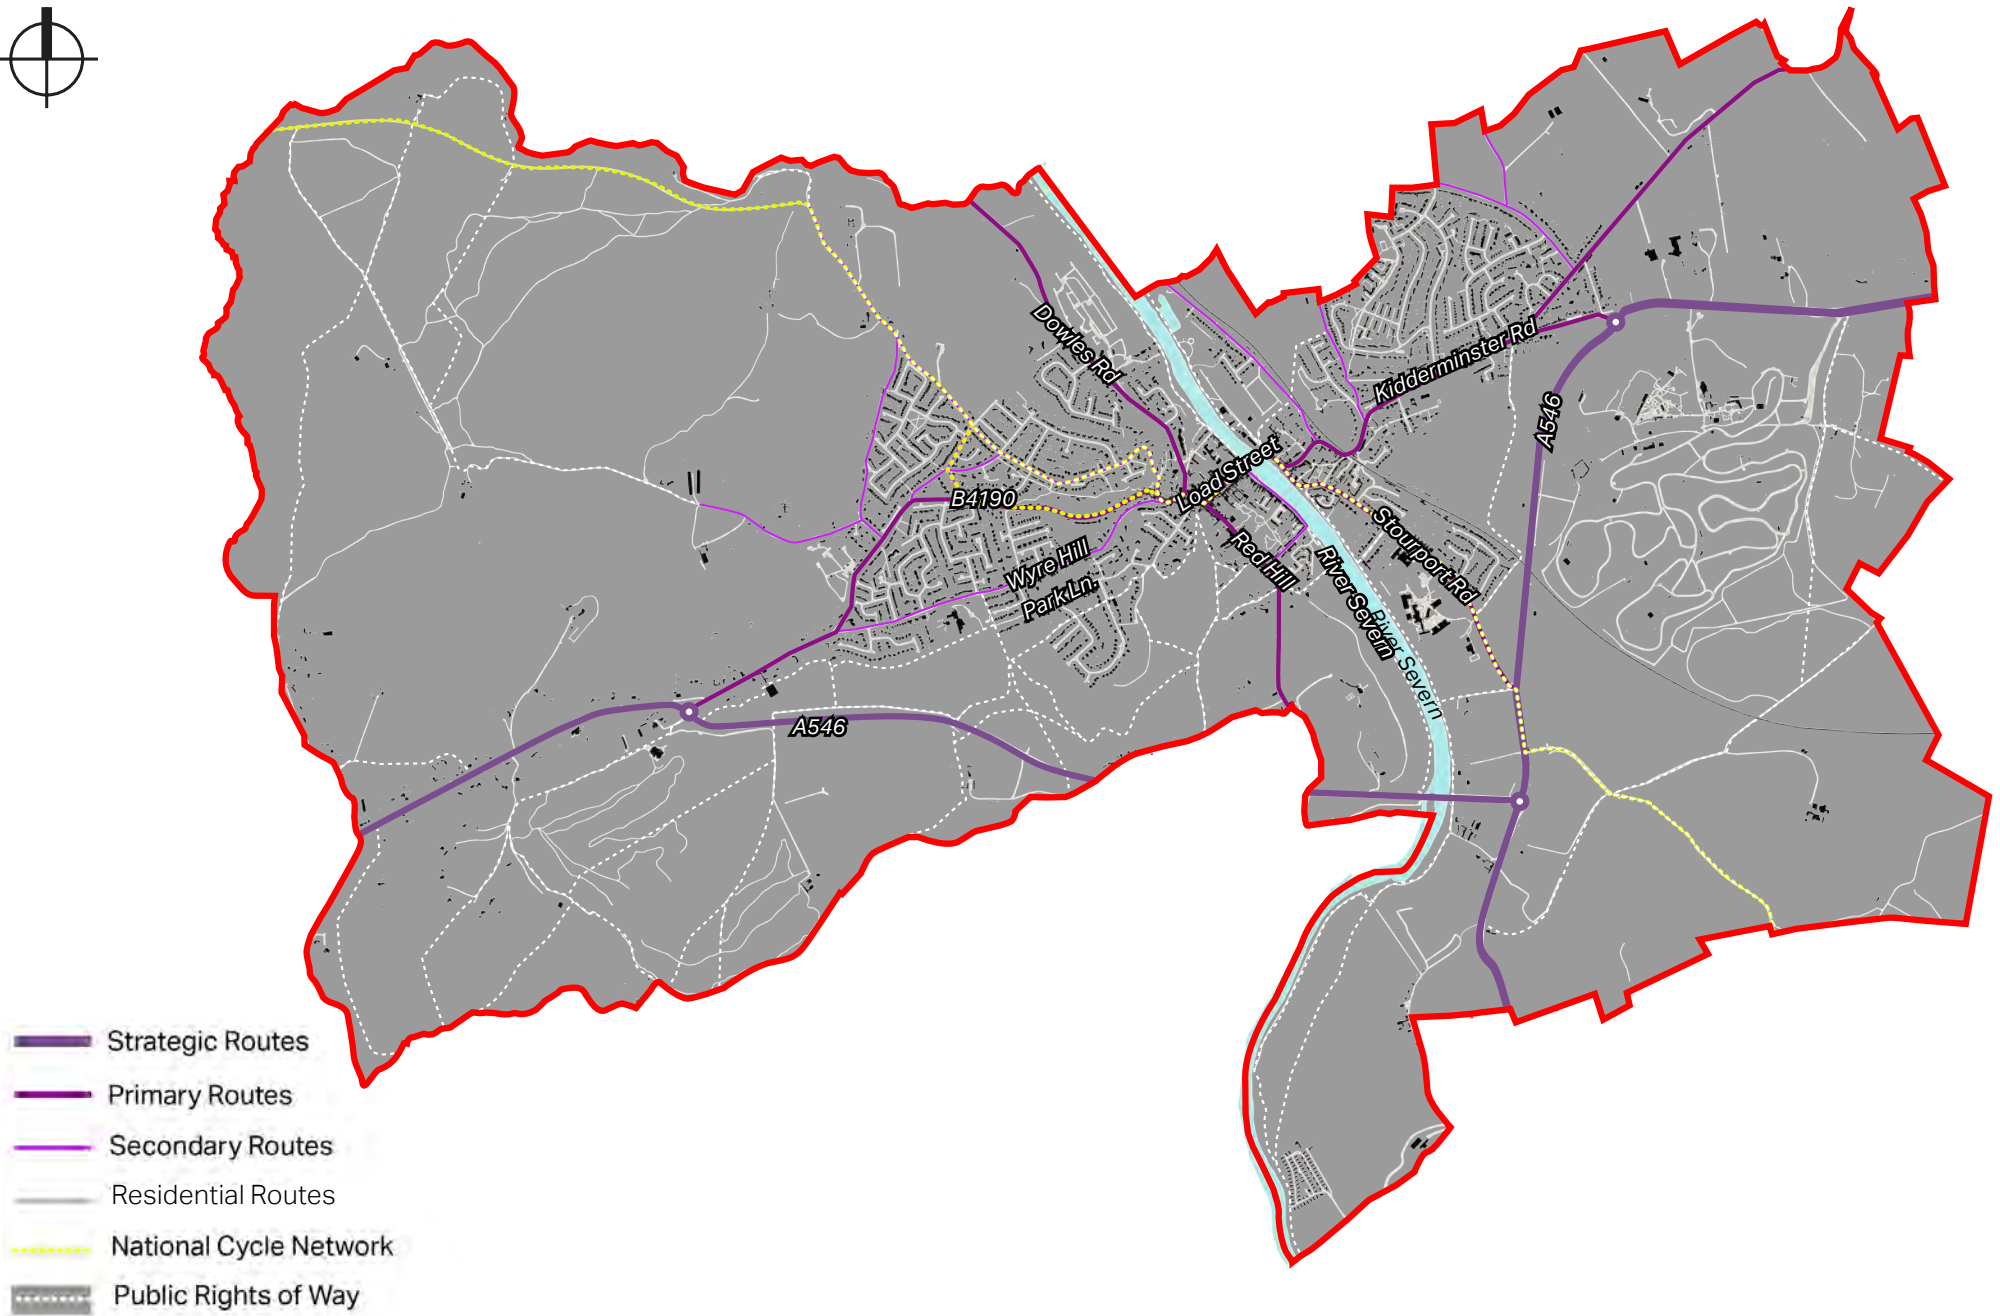 Dowles Rd
Kidderminster Rd
A546
Load Street
B4190
Stourport Rd
Red Hill
Wyre Hill
Park Ln.
River Severn
River Severn
A546
Strategic Routes
Primary Routes
Secondary Routes
Residential Routes
National Cycle Network
Public Rights of Way